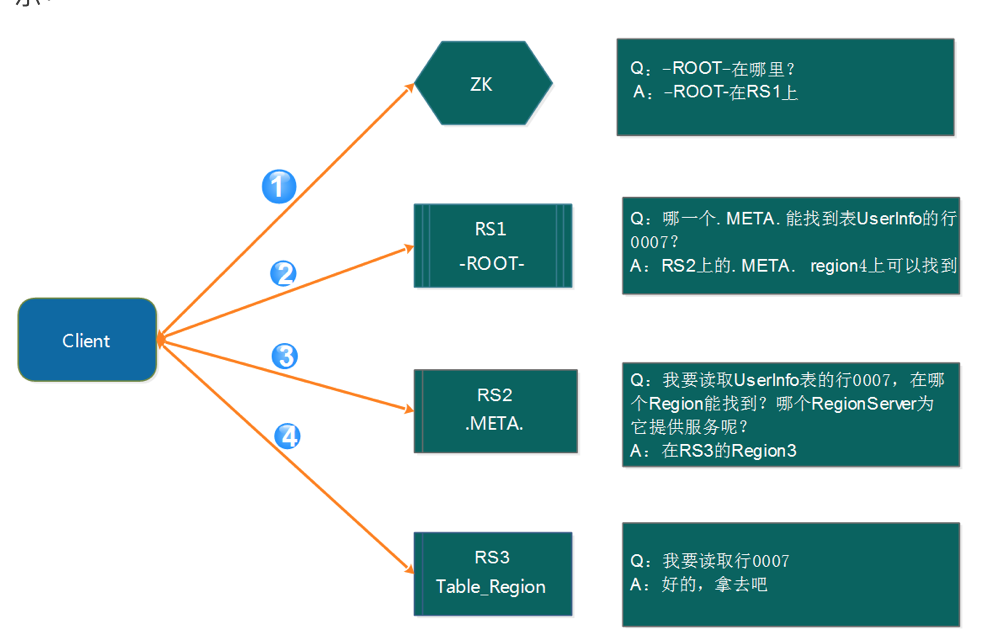 示：
ZK
Q：-ROOT-在哪里？
A：-ROOT-在RS1上
1
RS1
-ROOT-
Q：哪一个.META.能找到表UserInfo的行
0007？
A：RS2上的.META. region4上可以找到
2
Client
3
RS2
.META.
Q：我要读取UserInfo表的行0007，在哪
个Region能找到？哪个RegionServer为
它提供服务呢？
A：在RS3的Region3
4
RS3
Table_Region
Q：我要读取行0007
A：好的，拿去吧